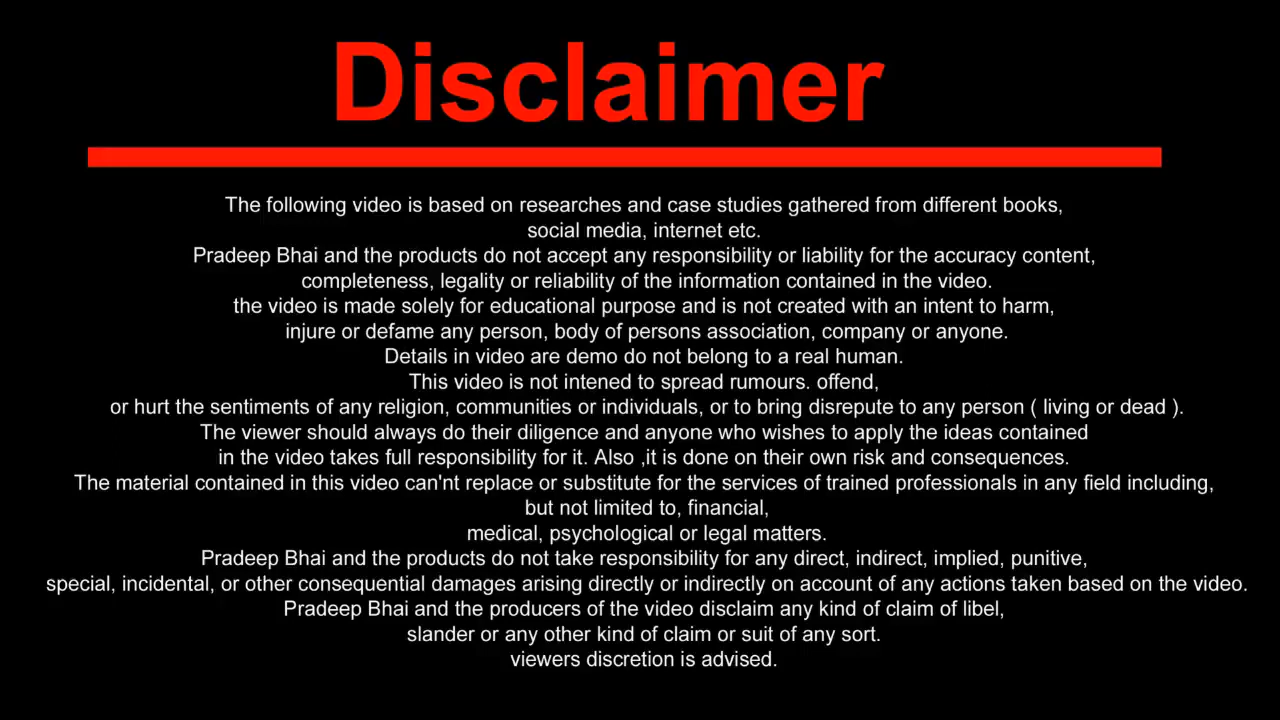 Disclaimer
The following video is based on researches and case studies gathered from different books,
social media, internet etc.
Pradeep Bhai and the products do not accept any responsibility or liability for the accuracy content,
completeness, legality or reliability of the information contained in the video.
the video is made solely for educational purpose and is not created with an intent to harm,
injure or defame any person, body of persons association, company or anyone.
Details in video are demo do not belong to a real human.
This video is not intened to spread rumours. offend,
or hurt the sentiments of any religion, communities or individuals, or to bring disrepute to any person ( living or dead ).
The viewer should always do their diligence and anyone who wishes to apply the ideas contained
in the video takes full responsibility for it. Also ,it is done on their own risk and consequences.
The material contained in this video can'nt replace or substitute for the services of trained professionals in any field including,
but not limited to, financial,
medical, psychological or legal matters.
Pradeep Bhai and the products do not take responsibility for any direct, indirect, implied, punitive,
special, incidental, or other consequential damages arising directly or indirectly on account of any actions taken based on the video.
Pradeep Bhai and the producers of the video disclaim any kind of claim of libel,
slander or any other kind of claim or suit of any sort.
viewers discretion is advised.